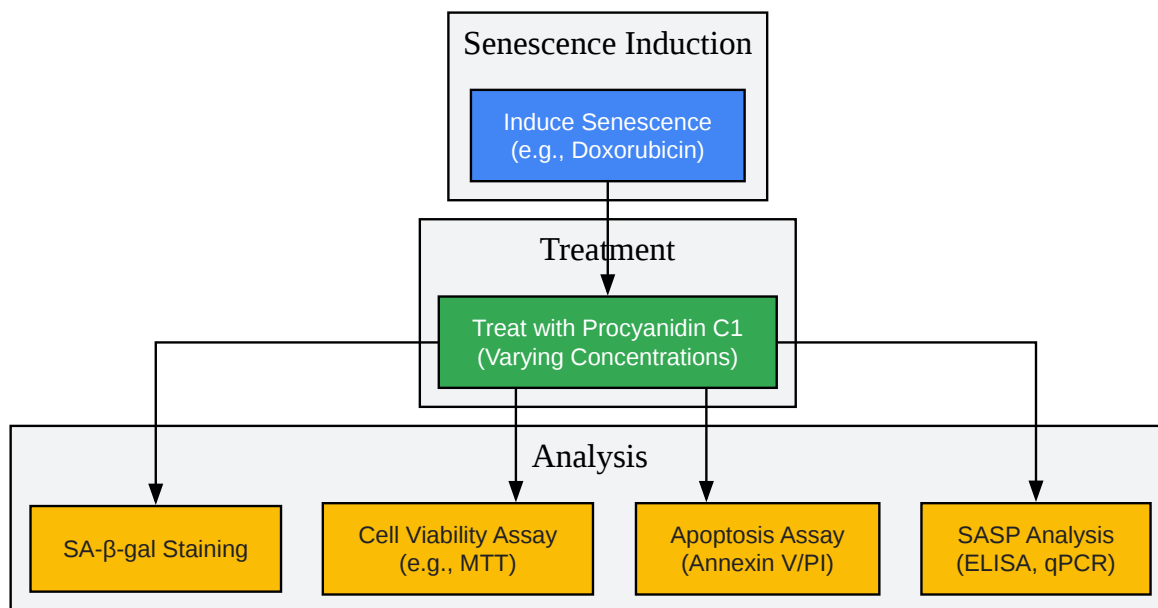 Senescence Induction
Induce Senescence
(e.g., Doxorubicin)
Treatment
Treat with Procyanidin C1
(Varying Concentrations)
Analysis
SA-β-gal Staining
Cell Viability Assay
(e.g., MTT)
Apoptosis Assay
(Annexin V/PI)
SASP Analysis
(ELISA, qPCR)